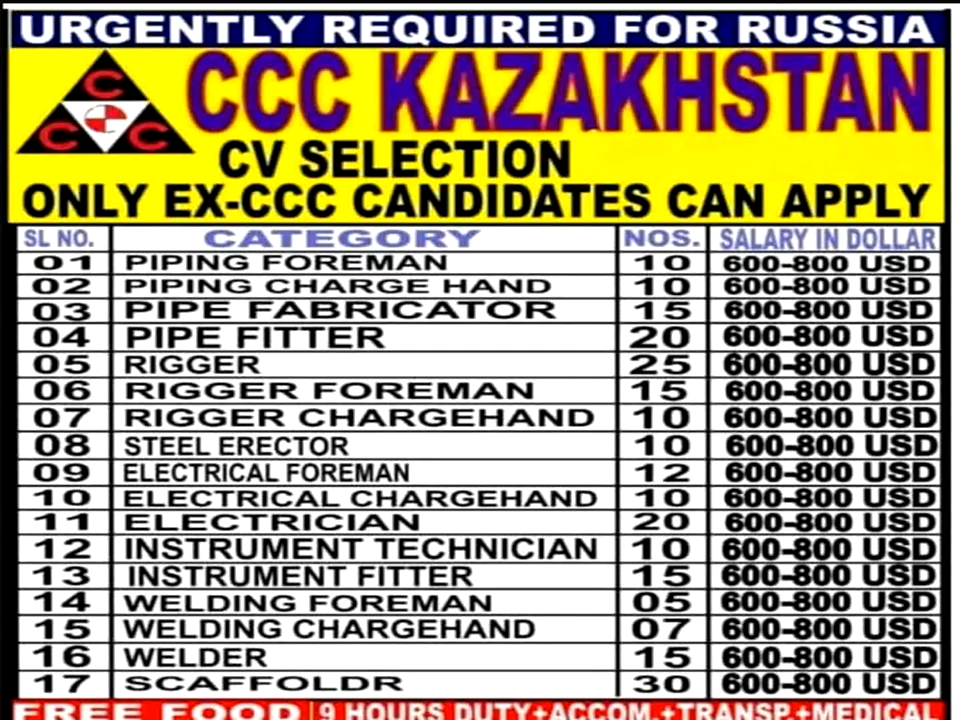 URGENTLY REQUIRED FOR RUSSIA
C
C C
CCC KAZAKHSTAN
CV SELECTION
ONLY EX-CCC CANDIDATES CAN APPLY
SL NO. CATEGORY NOS. SALARY IN DOLLAR
01 PIPING FOREMAN 10 600-800 USD
02 PIPING CHARGE HAND 10 600-800 USD
03 PIPE FABRICATOR 15 600-800 USD
04 PIPE FITTER 20 600-800 USD
05 RIGGER 25 600-800 USD
06 RIGGER FOREMAN 15 600-800 USD
07 RIGGER CHARGEHAND 10 600-800 USD
08 STEEL ERECTOR 10 600-800 USD
09 ELECTRICAL FOREMAN 12 600-800 USD
10 ELECTRICAL CHARGEHAND 10 600-800 USD
11 ELECTRICIAN 20 600-800 USD
12 INSTRUMENT TECHNICIAN 10 600-800 USD
13 INSTRUMENT FITTER 15 600-800 USD
14 WELDING FOREMAN 05 600-800 USD
15 WELDING CHARGEHAND 07 600-800 USD
16 WELDER 15 600-800 USD
17 SCAFFOLDR 30 600-800 USD
FREE FOOD 9 HOURS DUTY+ACCOM.+TRANSP.+MEDICAL